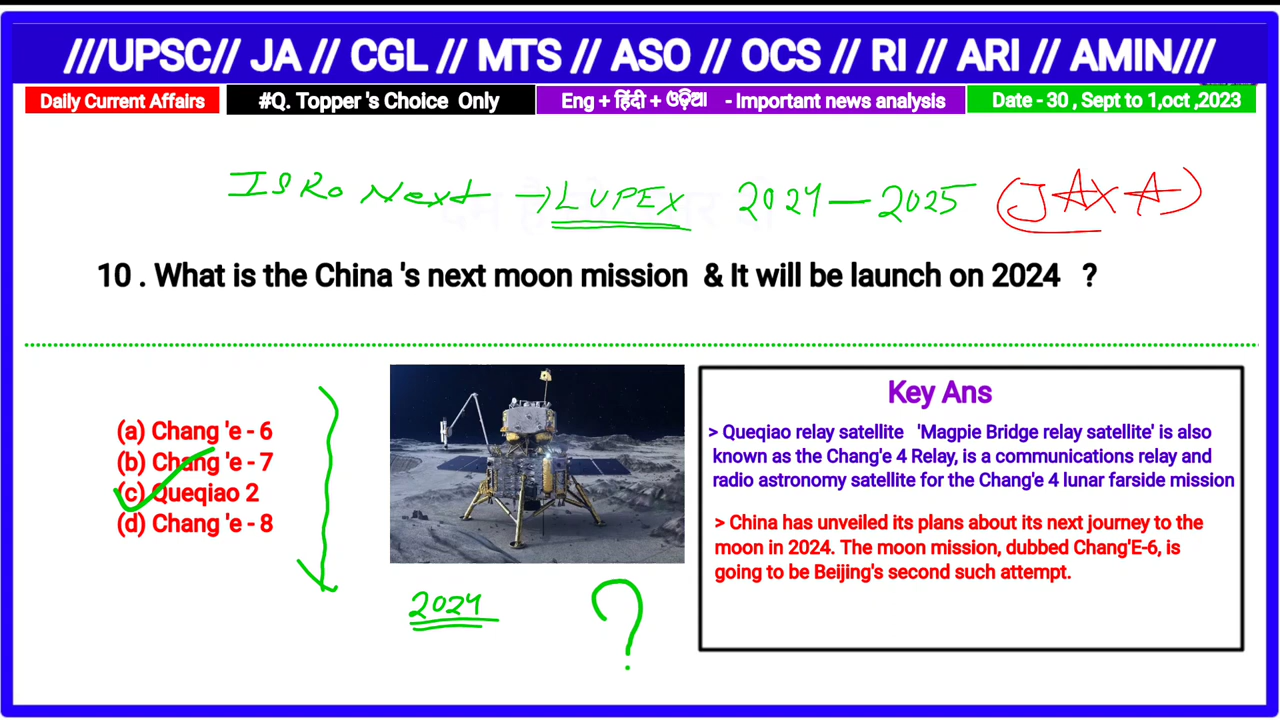 ///UPSC// JA // CGL // MTS // ASO // OCS // RI // ARI // AMIN///
Daily Current Affairs #Q. Topper 's Choice Only Eng + हिंदी + ଓଡ଼ିଆ - Important news analysis Date - 30 , Sept to 1,oct ,2023
ISRo Next → LUPEX 2024 — 2025 (JAXA)
10 . What is the China 's next moon mission & It will be launch on 2024 ?
(a) Chang 'e - 6
(b) Chang 'e - 7
(c) Queqiao 2
(d) Chang 'e - 8
2024 ?
Key Ans
> Queqiao relay satellite 'Magpie Bridge relay satellite' is also
known as the Chang'e 4 Relay, is a communications relay and
radio astronomy satellite for the Chang'e 4 lunar farside mission
> China has unveiled its plans about its next journey to the
moon in 2024. The moon mission, dubbed Chang'E-6, is
going to be Beijing's second such attempt.